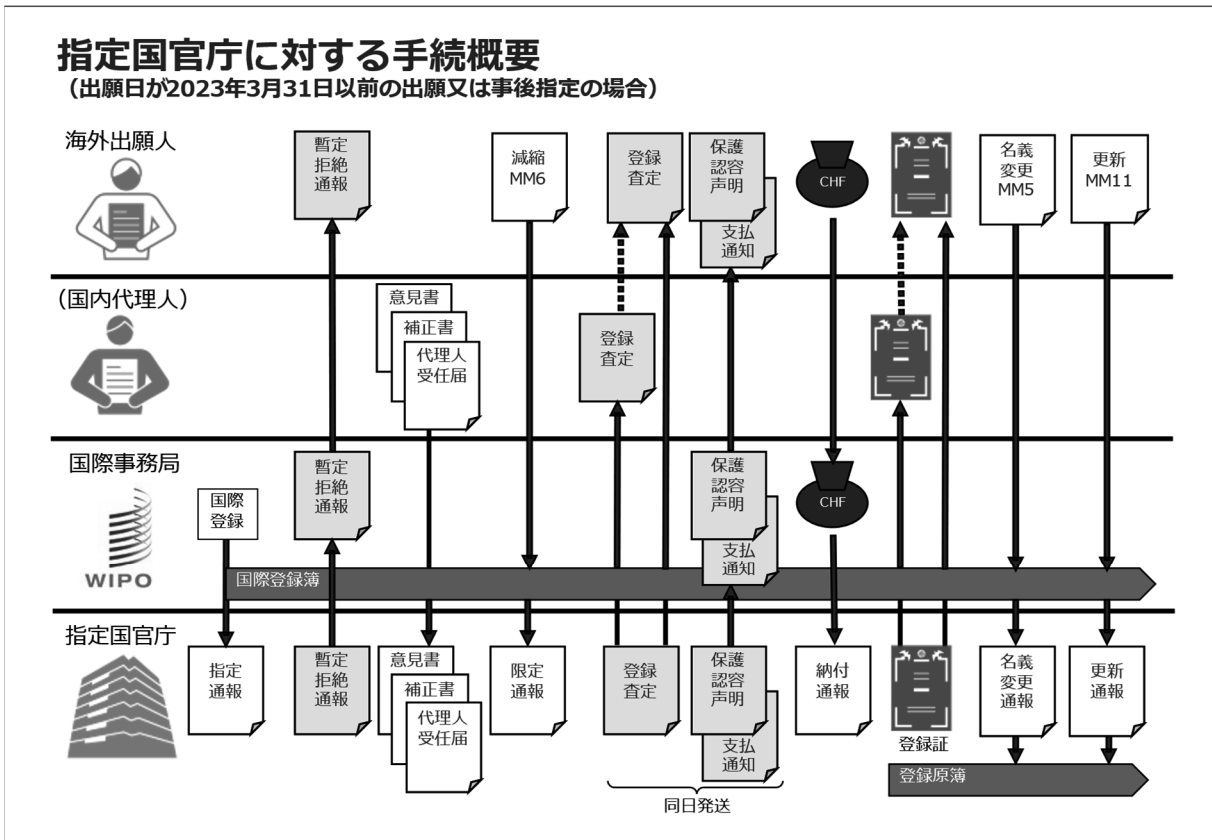 指定国官庁に対する手続概要
（出願日が2023年3月31日以前の出願又は事後指定の場合）
海外出願人
暫定
拒絶
通報
減縮
MM6
登録
査定
保護
認容
声明
支払
通知
CHF
名義
変更
MM5
更新
MM11
（国内代理人）
意見書
補正書
代理人
受任届
登録
査定
国際事務局
WIPO
国際
登録
暫定
拒絶
通報
保護
認容
声明
支払
通知
CHF
国際登録簿
指定国官庁
指定
通報
暫定
拒絶
通報
意見書
補正書
代理人
受任届
限定
通報
登録
査定
保護
認容
声明
支払
通知
納付
通報
登録証
名義
変更
通報
更新
通報
登録原簿
同日発送